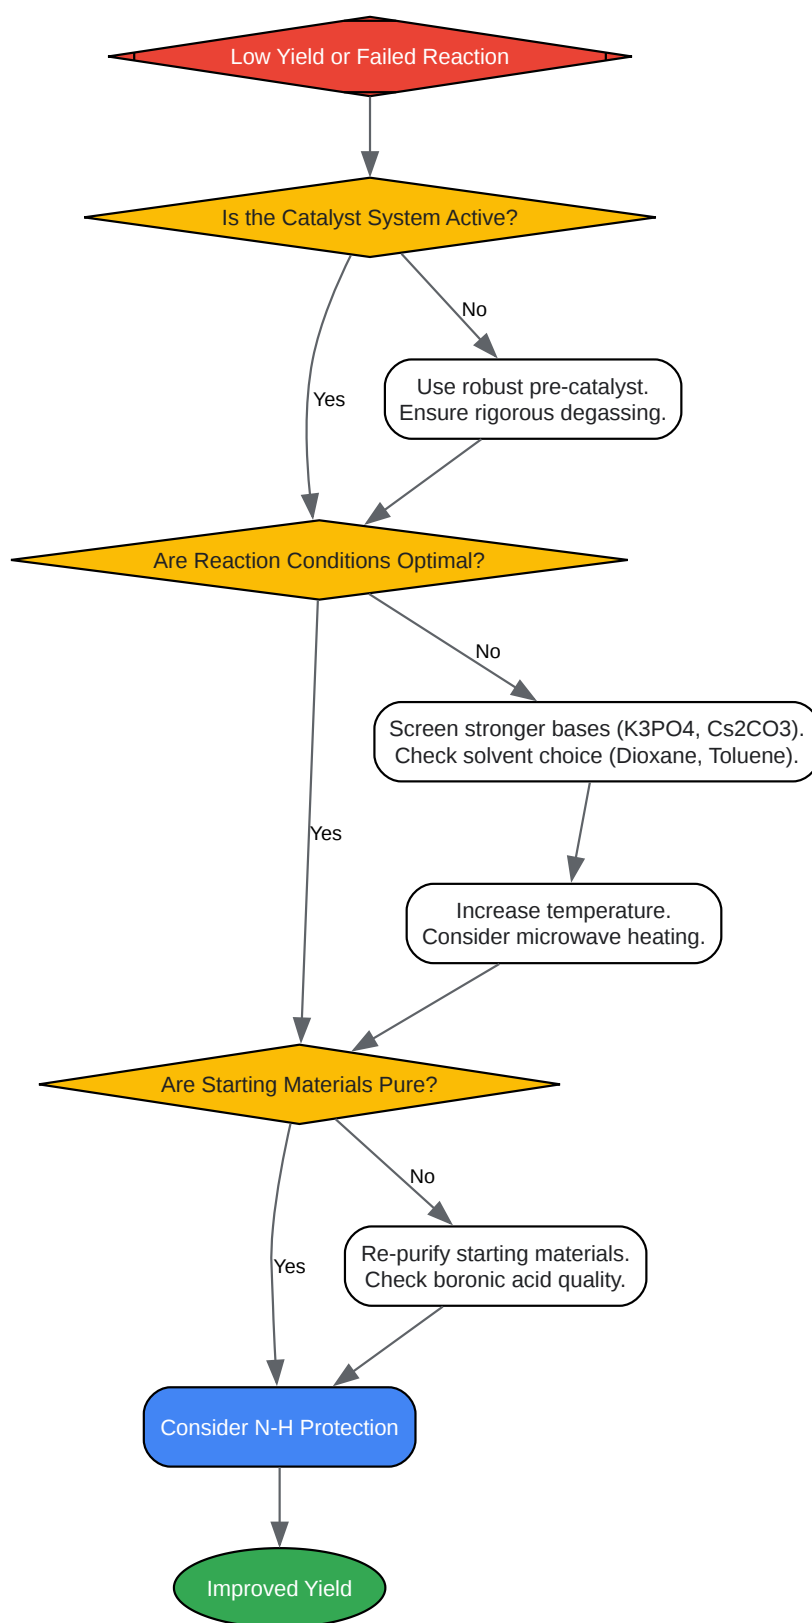 Low Yield or Failed Reaction
Is the Catalyst System Active?
No
Yes
Use robust pre-catalyst.
Ensure rigorous degassing.
Are Reaction Conditions Optimal?
No
Screen stronger bases (K3PO4, Cs2CO3).
Check solvent choice (Dioxane, Toluene).
Yes
Increase temperature.
Consider microwave heating.
Are Starting Materials Pure?
No
Yes
Re-purify starting materials.
Check boronic acid quality.
Consider N-H Protection
Improved Yield